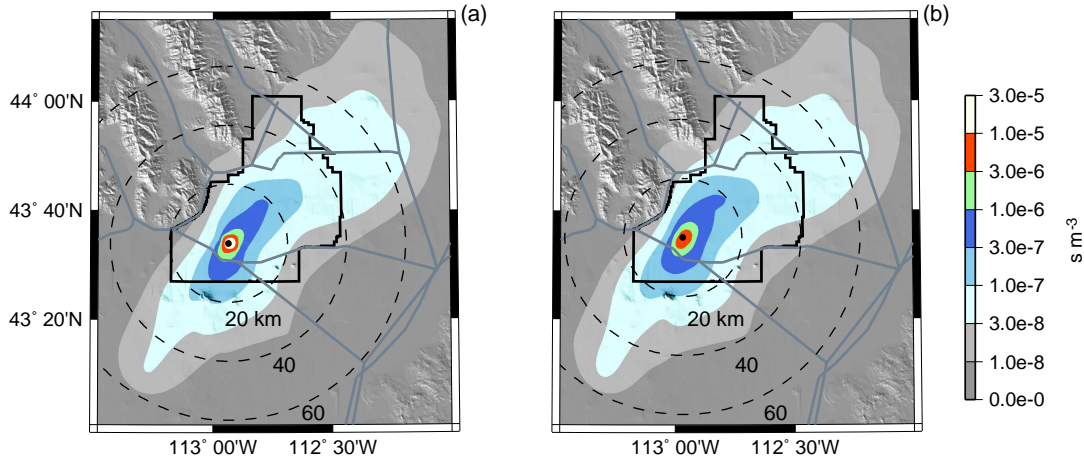 (a)
(b)
44° 00'N
43° 40'N
43° 20'N
20 km
40
60
113° 00'W
112° 30'W
20 km
40
60
113° 00'W
112° 30'W
3.0e-5
1.0e-5
3.0e-6
1.0e-6
3.0e-7
1.0e-7
3.0e-8
1.0e-8
0.0e-0
s m-3